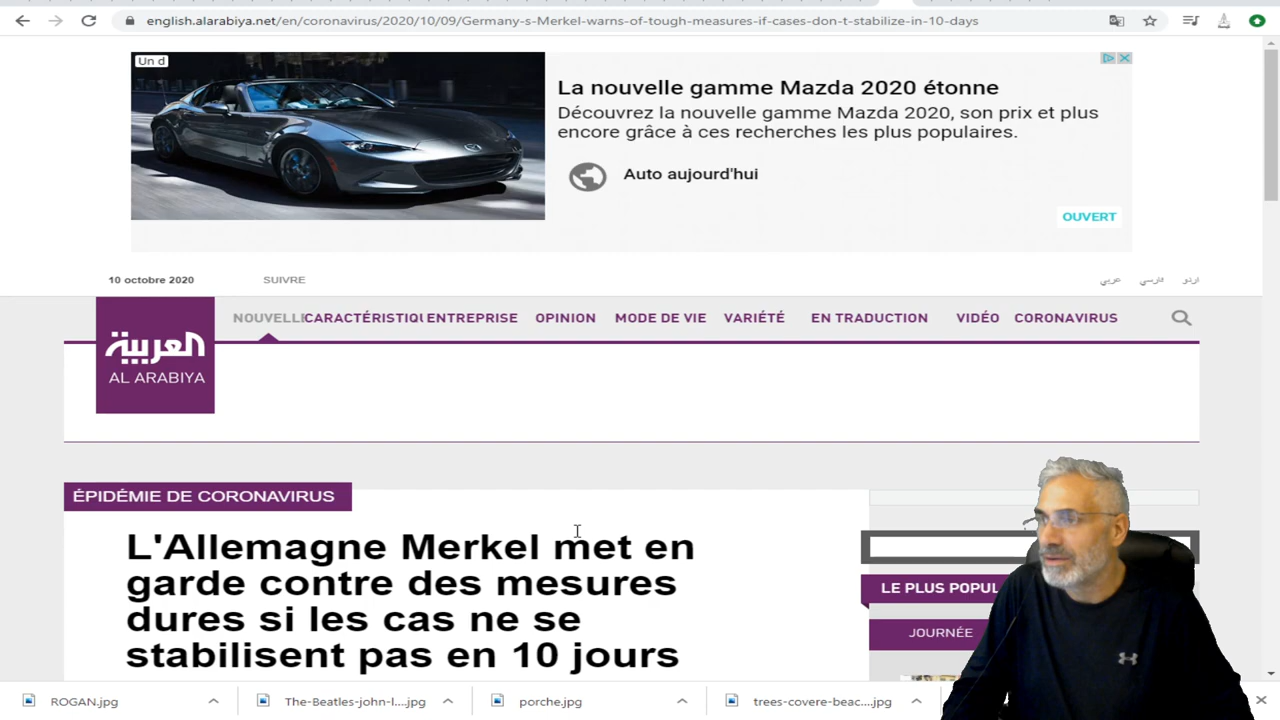 english.alarabiya.net/en/coronavirus/2020/10/09/Germany-s-Merkel-warns-of-tough-measures-if-cases-don-t-stabilize-in-10-days
Un d
La nouvelle gamme Mazda 2020 étonne
Découvrez la nouvelle gamme Mazda 2020, son prix et plus
encore grâce à ces recherches les plus populaires.
Auto aujourd'hui
OUVERT
10 octobre 2020 SUIVRE عربي فارسي اردو
NOUVELL CARACTÉRISTIQU ENTREPRISE OPINION MODE DE VIE VARIÉTÉ EN TRADUCTION VIDÉO CORONAVIRUS
العربية
AL ARABIYA
ÉPIDÉMIE DE CORONAVIRUS
L'Allemagne Merkel met en
garde contre des mesures
dures si les cas ne se
stabilisent pas en 10 jours
LE PLUS POPUL
JOURNÉE
ROGAN.jpg The-Beatles-john-l....jpg porche.jpg trees-covere-beac....jpg